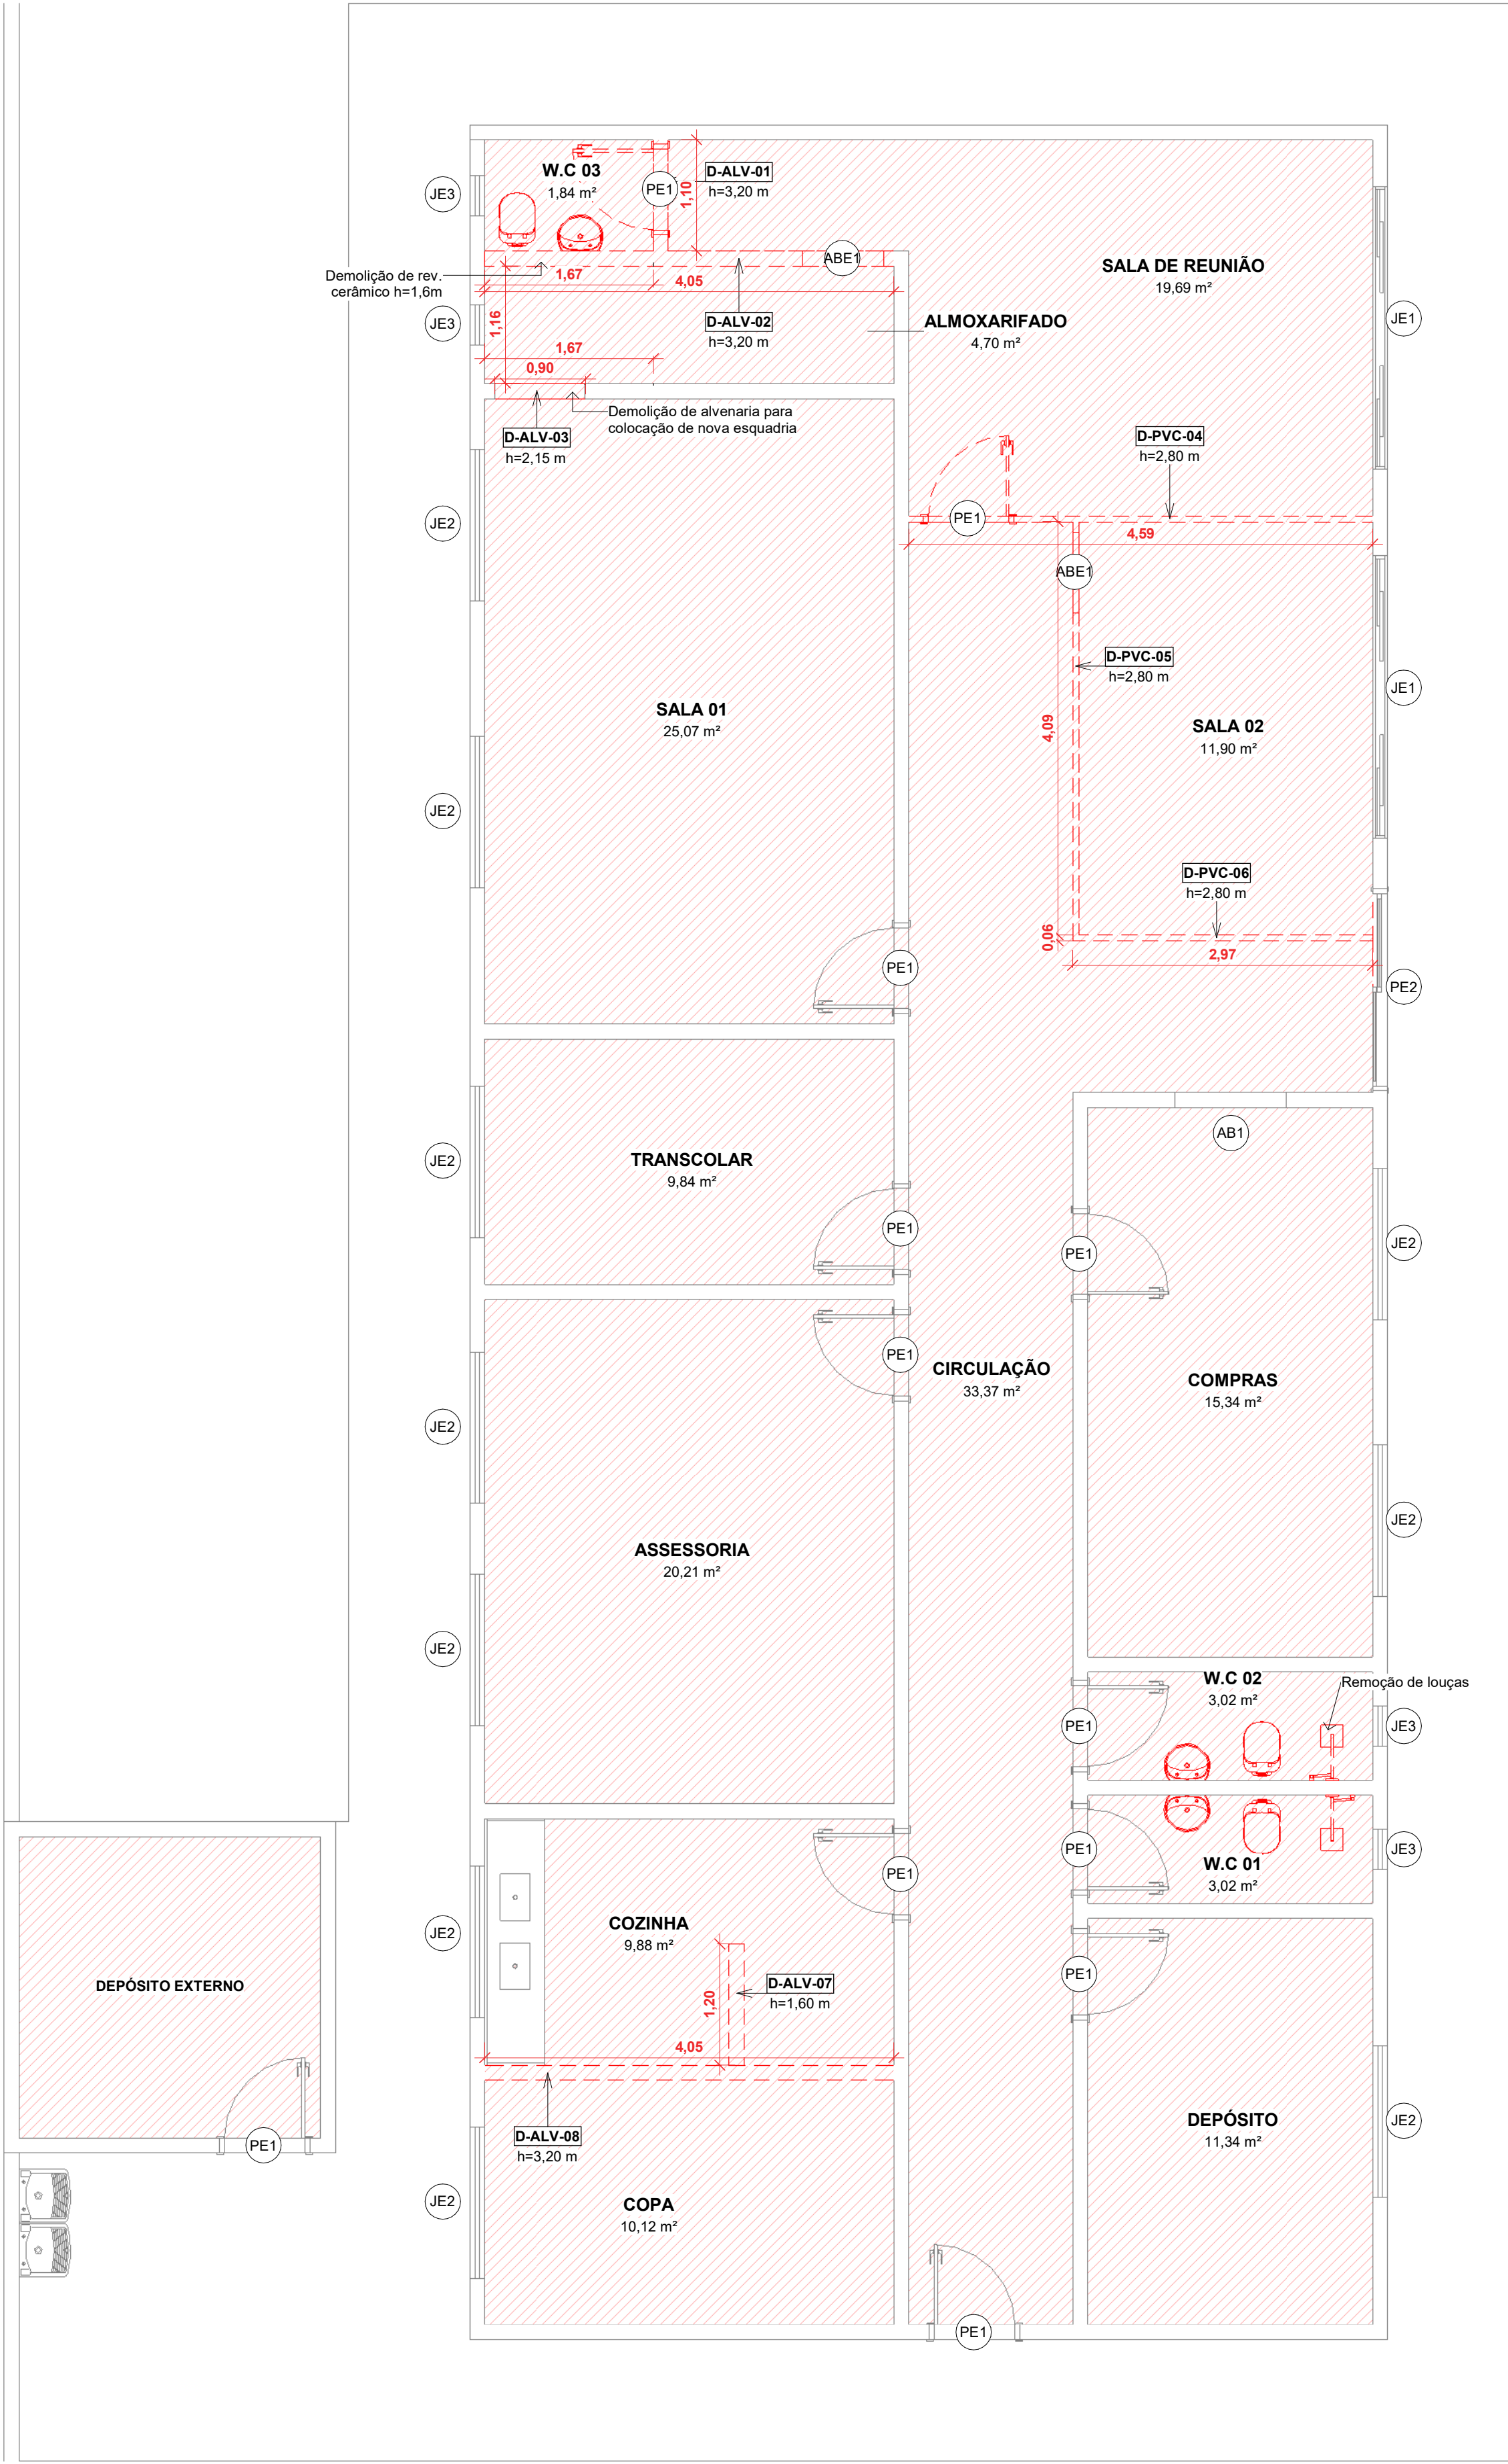 W.C 03
1,84 m²
JE3
PE1
1,10
D-ALV-01
h=3,20 m
ABE1
SALA DE REUNIÃO
19,69 m²
Demolição de rev.
cerâmico h=1,6m
1,67
4,05
JE3
1,16
D-ALV-02
h=3,20 m
ALMOXARIFADO
4,70 m²
JE1
1,67
0,90
Demolição de alvenaria para
colocação de nova esquadria
D-ALV-03
h=2,15 m
D-PVC-04
h=2,80 m
JE2
PE1
4,59
ABE1
D-PVC-05
h=2,80 m
JE1
SALA 01
25,07 m²
4,09
SALA 02
11,90 m²
JE2
D-PVC-06
h=2,80 m
0,06
2,97
PE1
PE2
AB1
TRANSCOLAR
9,84 m²
JE2
PE1
PE1
JE2
PE1
CIRCULAÇÃO
33,37 m²
COMPRAS
15,34 m²
JE2
JE2
ASSESSORIA
20,21 m²
JE2
W.C 02
3,02 m²
Remoção de louças
PE1
JE3
PE1
JE3
W.C 01
3,02 m²
PE1
JE2
COZINHA
9,88 m²
PE1
DEPÓSITO EXTERNO
1,20
D-ALV-07
h=1,60 m
4,05
PE1
D-ALV-08
h=3,20 m
DEPÓSITO
11,34 m²
JE2
JE2
COPA
10,12 m²
PE1